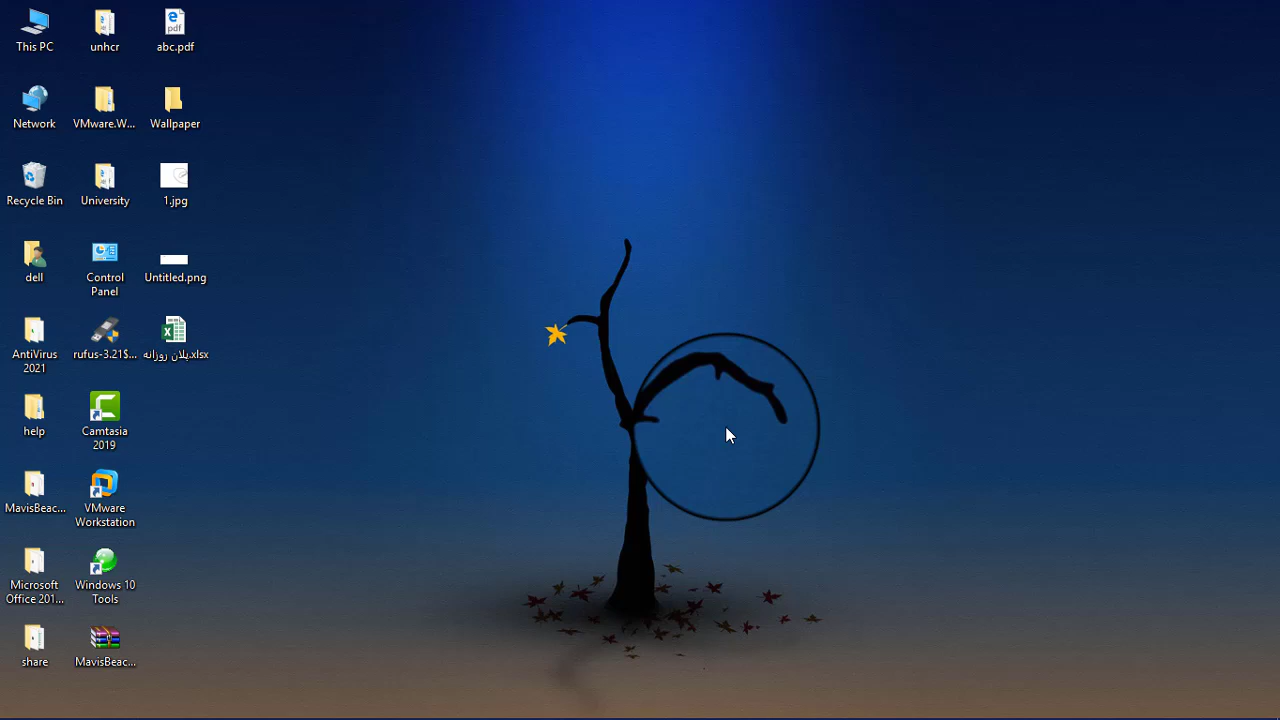 This PC
Network
Recycle Bin
dell
AntiVirus
2021
help
MavisBeac...
Microsoft
Office 201...
share
unhcr
VMware.W...
University
Control
Panel
rufus-3.21$...
Camtasia
2019
VMware
Workstation
Windows 10
Tools
MavisBeac...
pdf
abc.pdf
Wallpaper
1.jpg
Untitled.png
پلان روزانه.xlsx